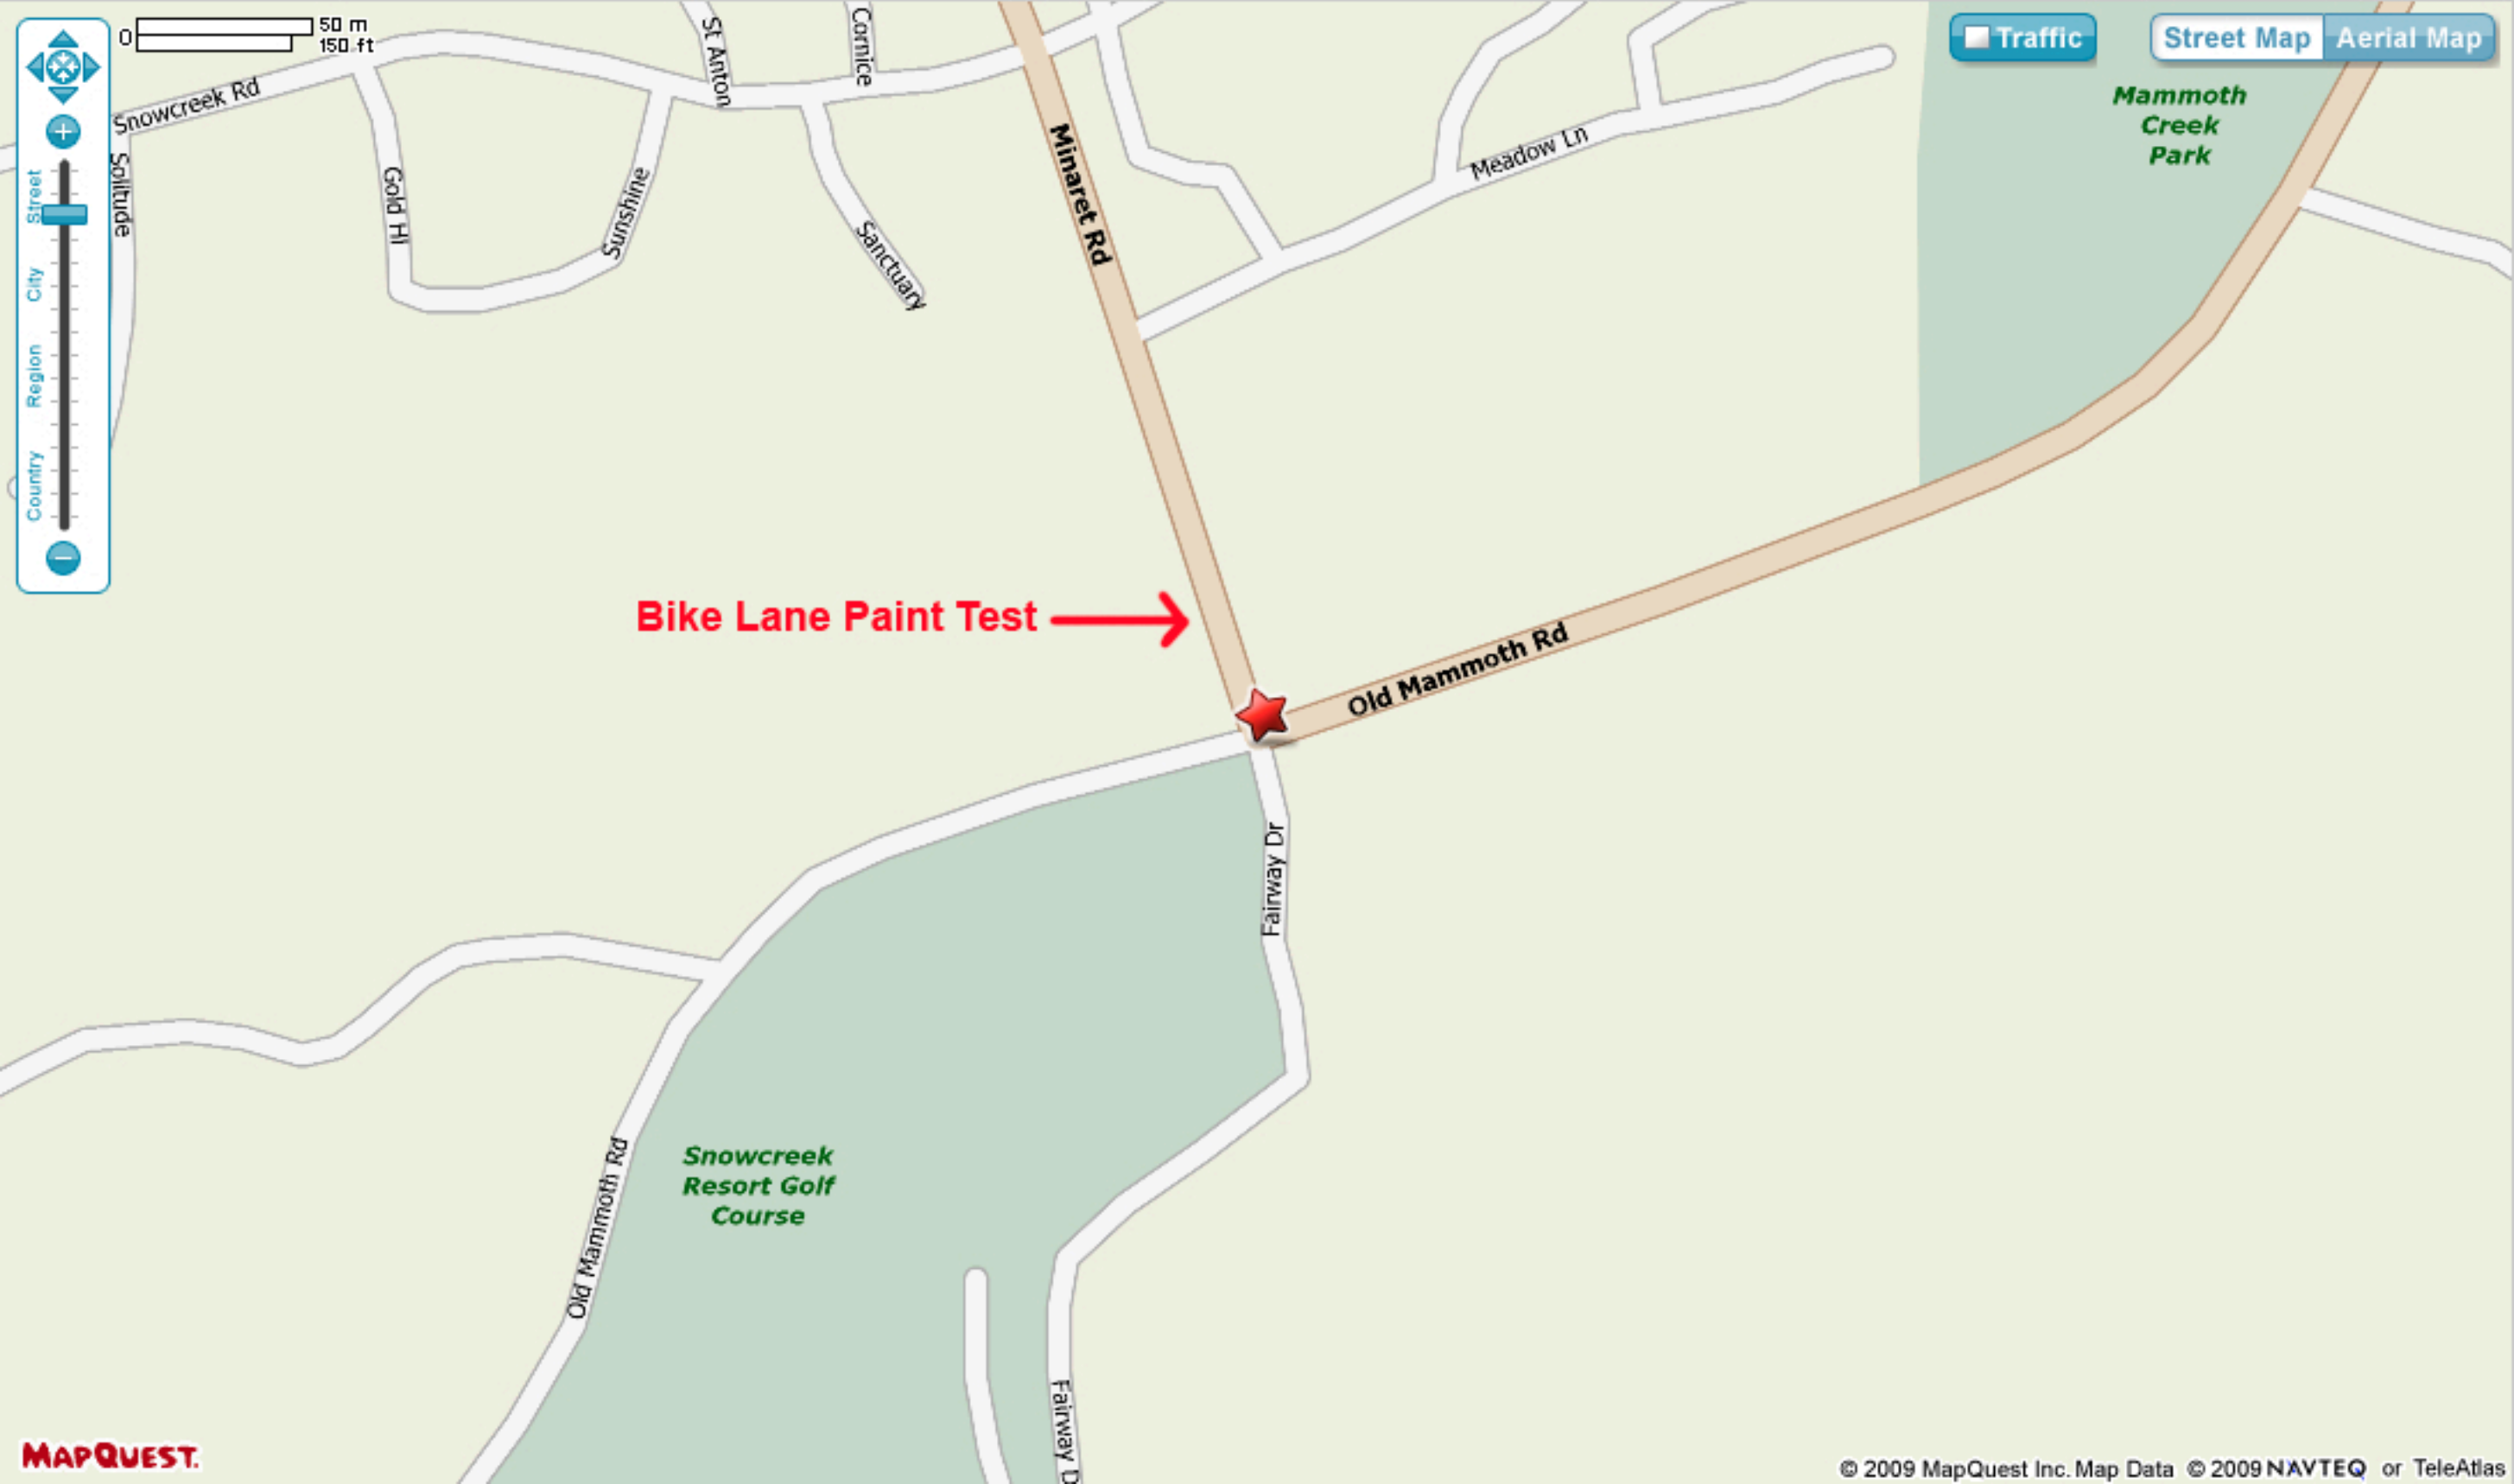 0
50 m
150 ft
St Anton
Cornice
Traffic
Street Map
Aerial Map
Snowcreek Rd
Mammoth
Creek
Park
Minaret Rd
Meadow Ln
Solitude
Gold Hl
Sunshine
Sanctuary
Street
City
Region
Country
Bike Lane Paint Test
Old Mammoth Rd
Fairway Dr
Old Mammoth Rd
Snowcreek
Resort Golf
Course
Fairway D
MAPQUEST.
© 2009 MapQuest Inc. Map Data © 2009 NAVTEQ or TeleAtlas